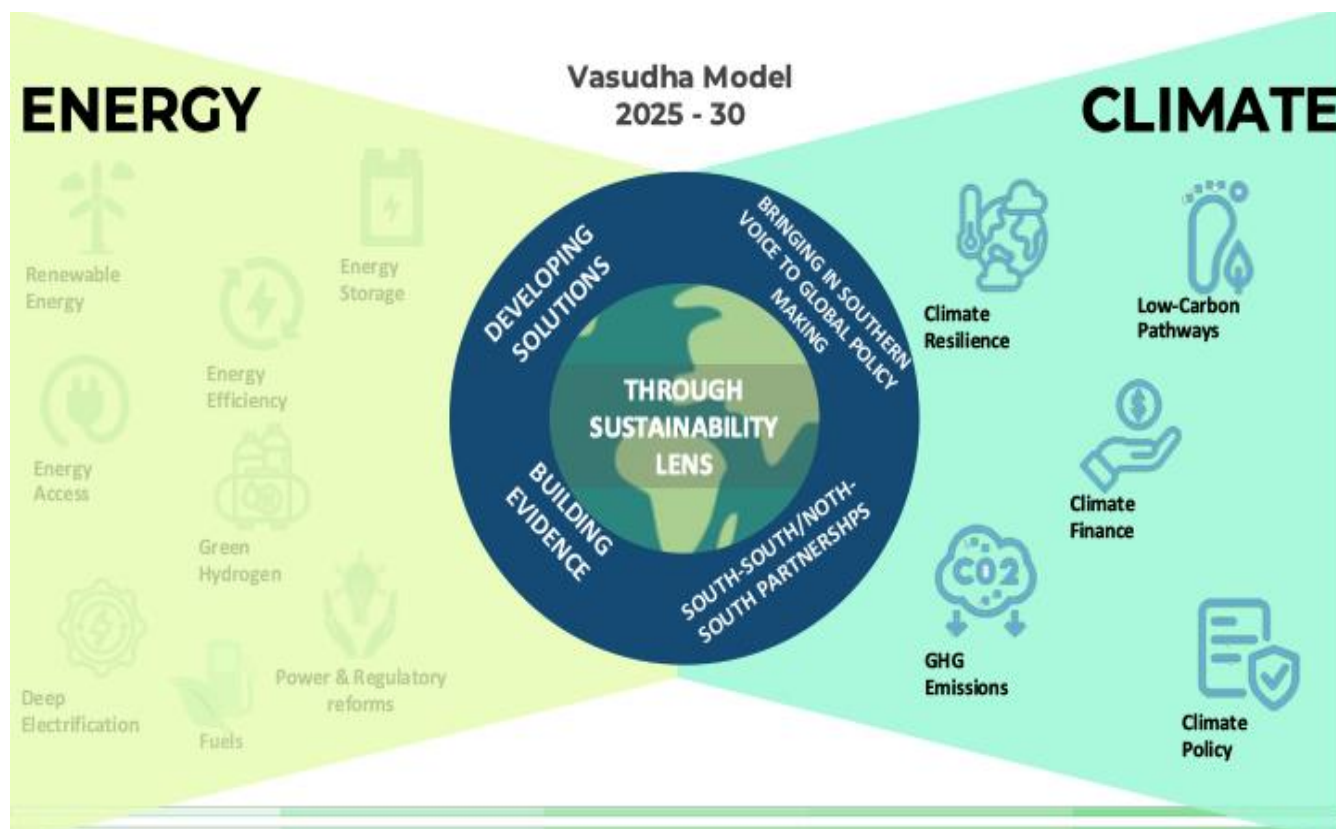 Vasudha Model
2025 - 30
ENERGY
CLIMATE
Renewable
Energy
Energy
Storage
Energy
Efficiency
Energy
Access
Green
Hydrogen
Power & Regulatory
reforms
Deep
Electrification
Fuels
DEVELOPING
SOLUTIONS
BRINGING IN SOUTHERN
VOICE TO GLOBAL POLICY
MAKING
THROUGH
SUSTAINABILITY
LENS
BUILDING
EVIDENCE
SOUTH-SOUTH/NOTH-
SOUTH PARTNERSHPS
Climate
Resilience
Low-Carbon
Pathways
Climate
Finance
CO2
GHG
Emissions
Climate
Policy